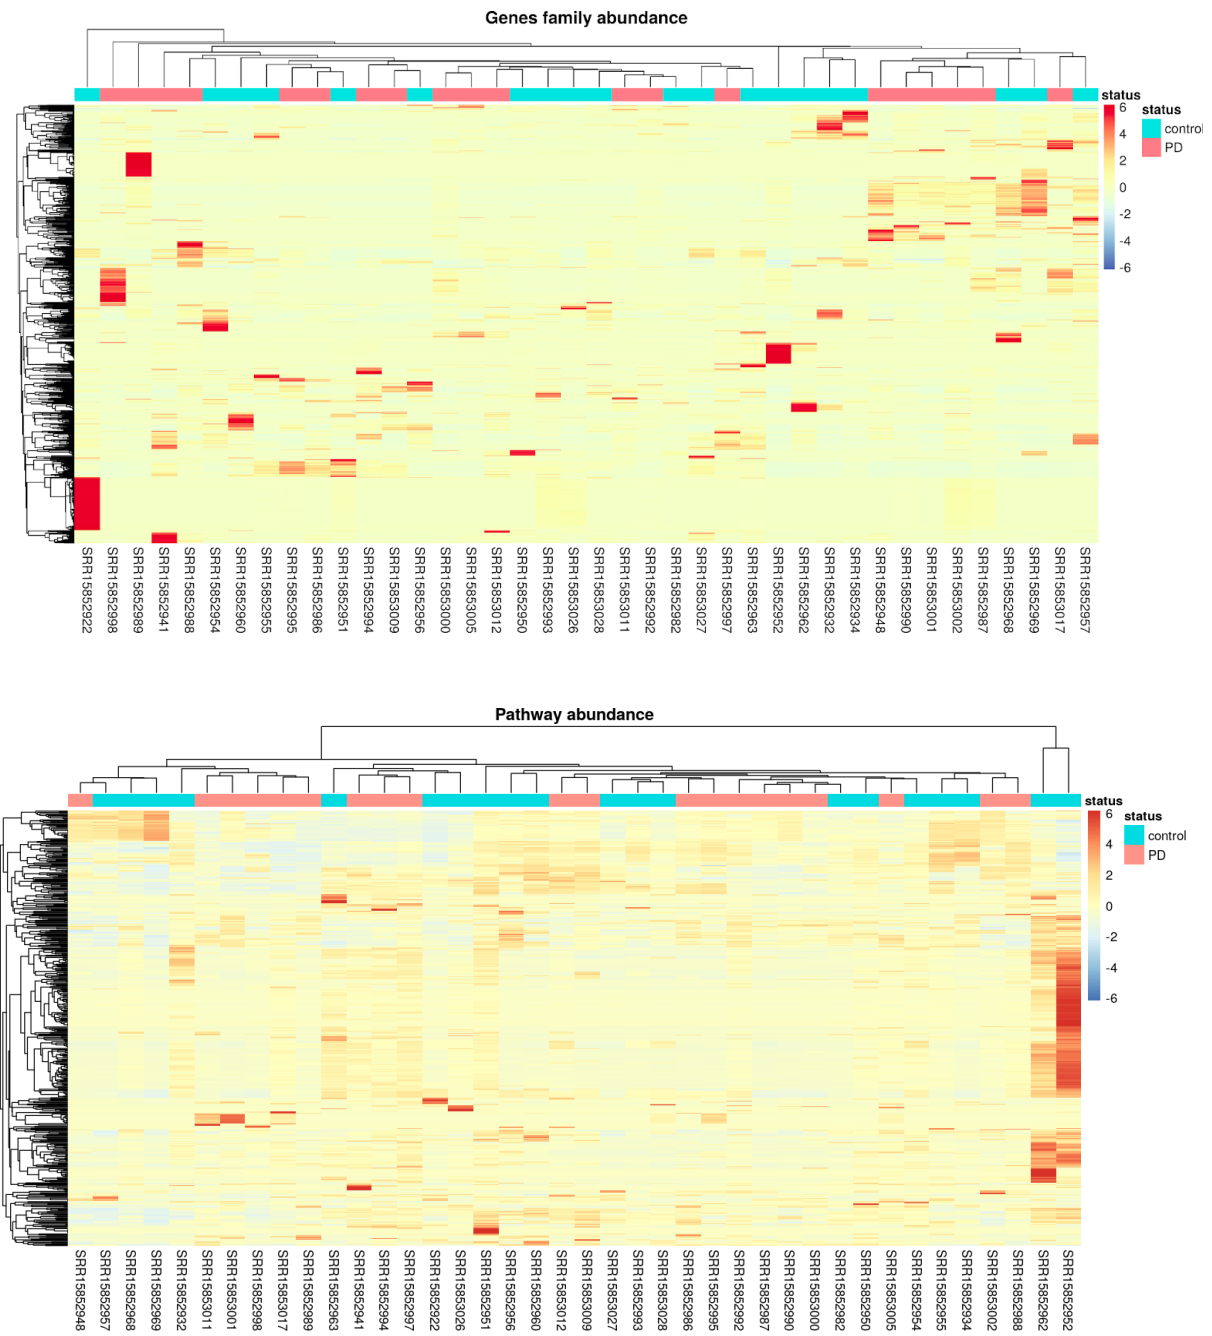 Genes family abundance
status
6
4
2
0
-2
-4
-6
status
control
PD
SRR15852922
SRR15852998
SRR15852989
SRR15852941
SRR15852988
SRR15852954
SRR15852960
SRR15852955
SRR15852995
SRR15852986
SRR15852951
SRR15852994
SRR15853009
SRR15852956
SRR15853000
SRR15853005
SRR15853012
SRR15852950
SRR15852993
SRR15853026
SRR15853028
SRR15853011
SRR15852992
SRR15852982
SRR15853027
SRR15852997
SRR15852963
SRR15852952
SRR15852962
SRR15852932
SRR15852934
SRR15852948
SRR15852990
SRR15853001
SRR15853002
SRR15852987
SRR15852968
SRR15852969
SRR15853017
SRR15852957
Pathway abundance
status
6
4
2
0
-2
-4
-6
status
control
PD
SRR15852948
SRR15852957
SRR15852968
SRR15852969
SRR15852932
SRR15853011
SRR15853001
SRR15852998
SRR15853017
SRR15852989
SRR15852963
SRR15852941
SRR15852994
SRR15852997
SRR15852922
SRR15853026
SRR15852951
SRR15852956
SRR15852960
SRR15853012
SRR15853009
SRR15853027
SRR15852993
SRR15853028
SRR15852986
SRR15852995
SRR15852992
SRR15852987
SRR15852990
SRR15853000
SRR15852982
SRR15852950
SRR15853005
SRR15852954
SRR15852955
SRR15852934
SRR15853002
SRR15852988
SRR15852962
SRR15852952